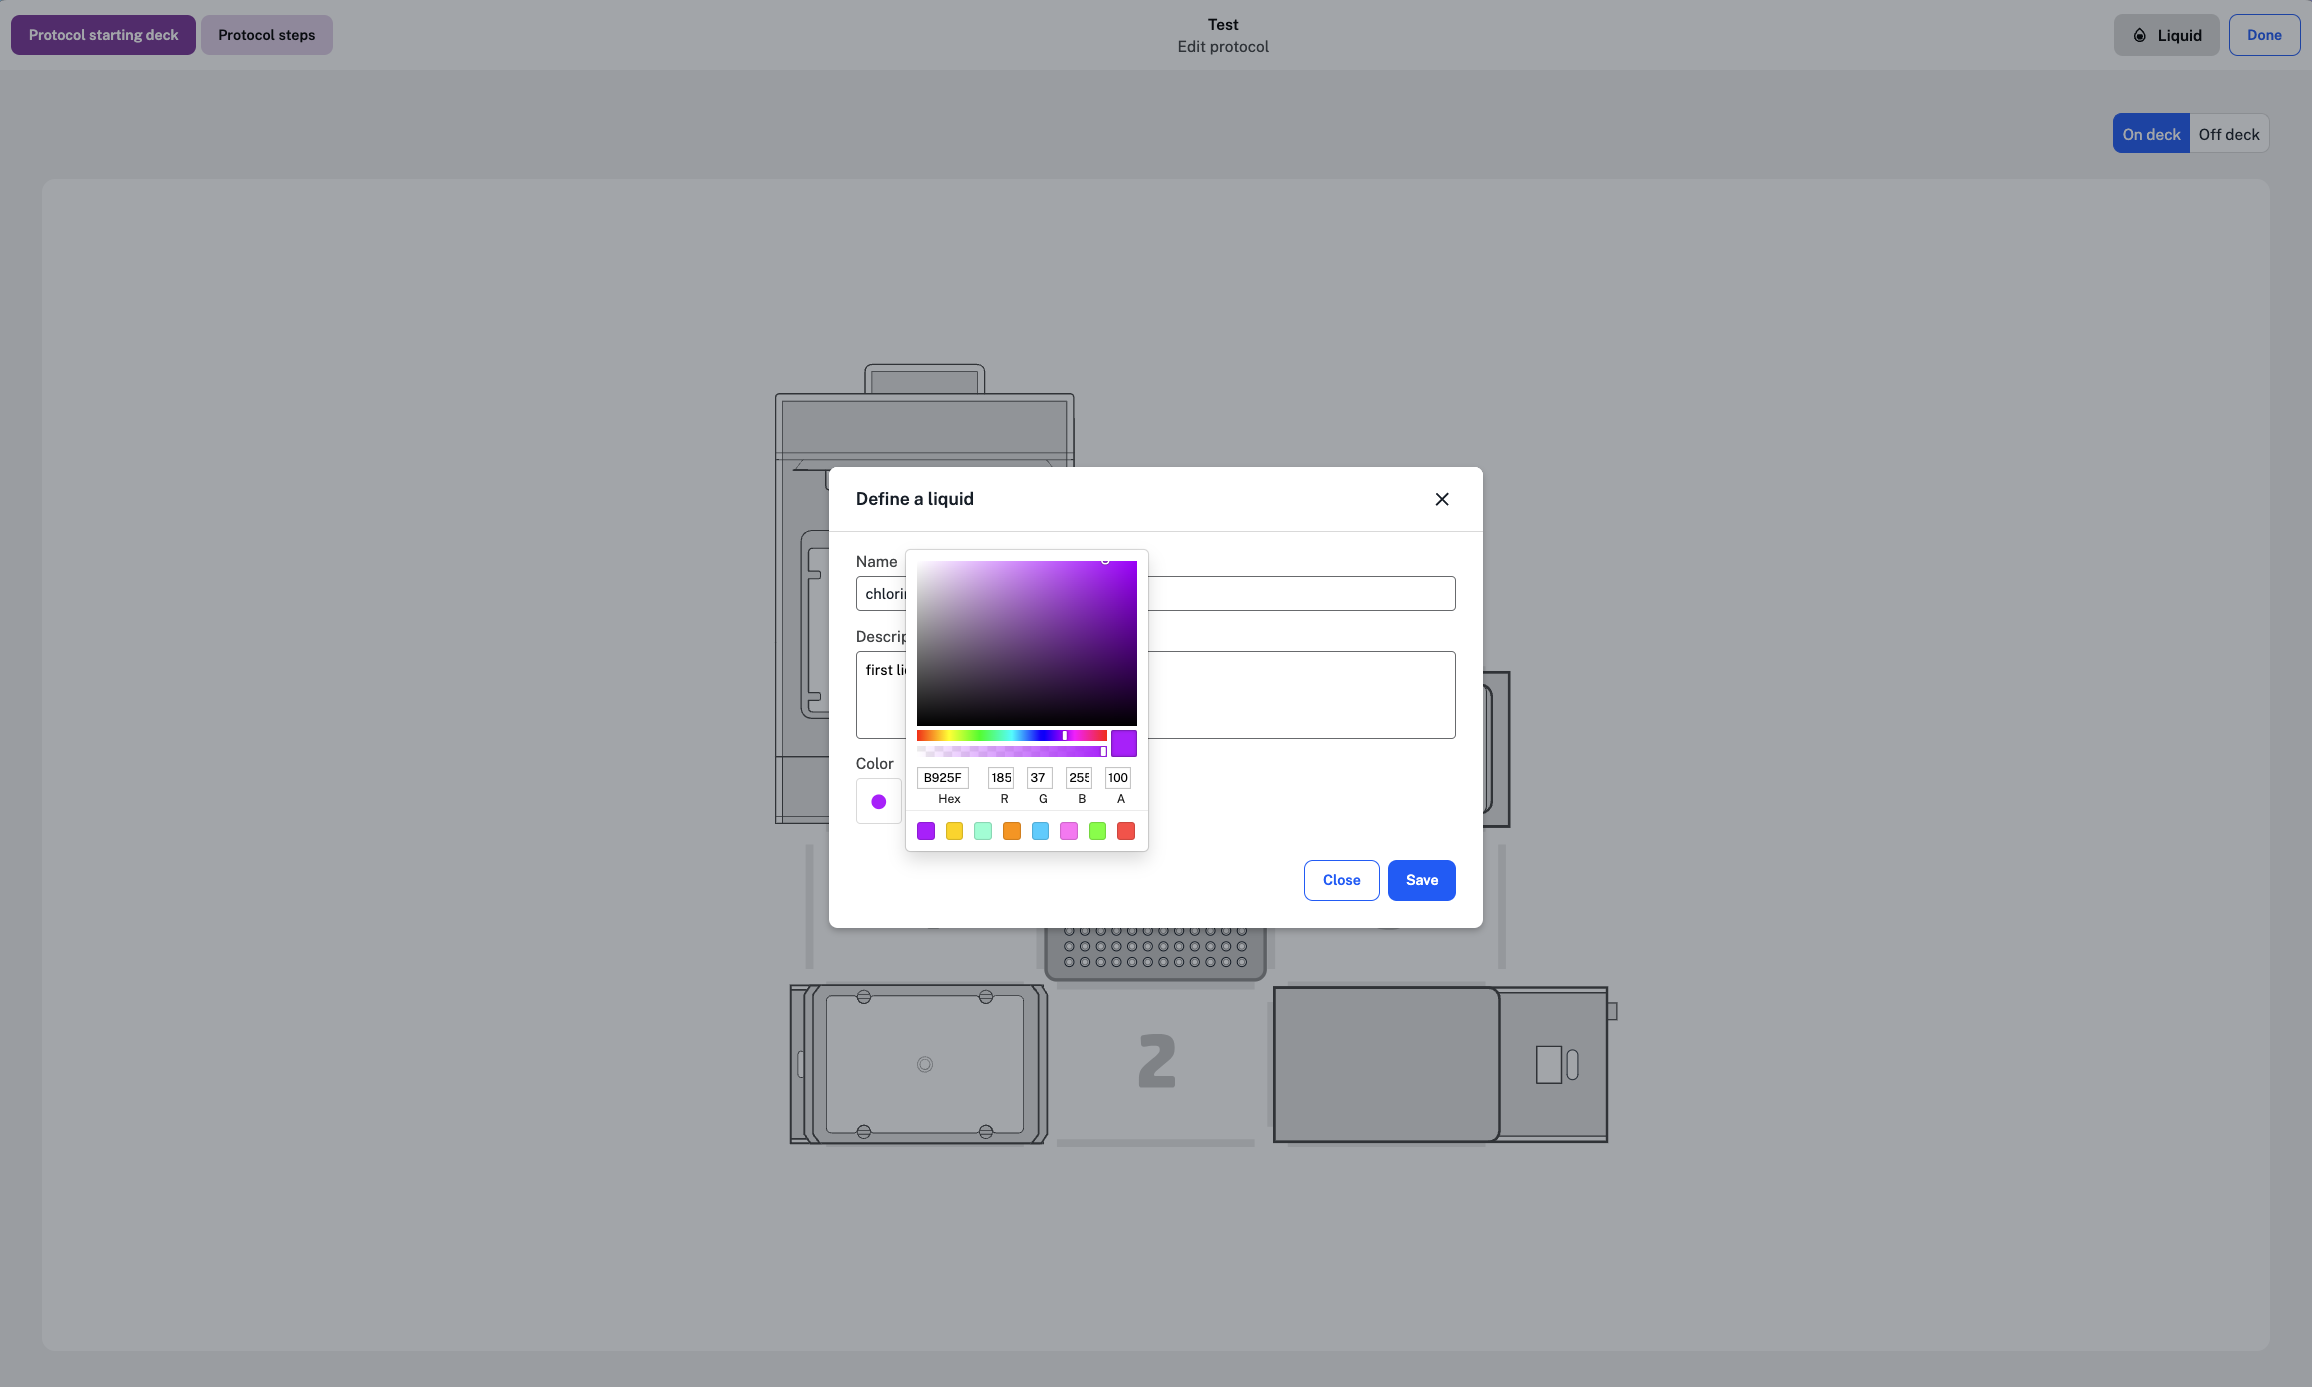 Protocol starting deck
Protocol steps
Test
Edit protocol
Liquid
Done
On deck
Off deck
Define a liquid
Name
Descrip
first li
Color
B925F
185
37
255
100
Hex
R
G
B
A
Close
Save
2